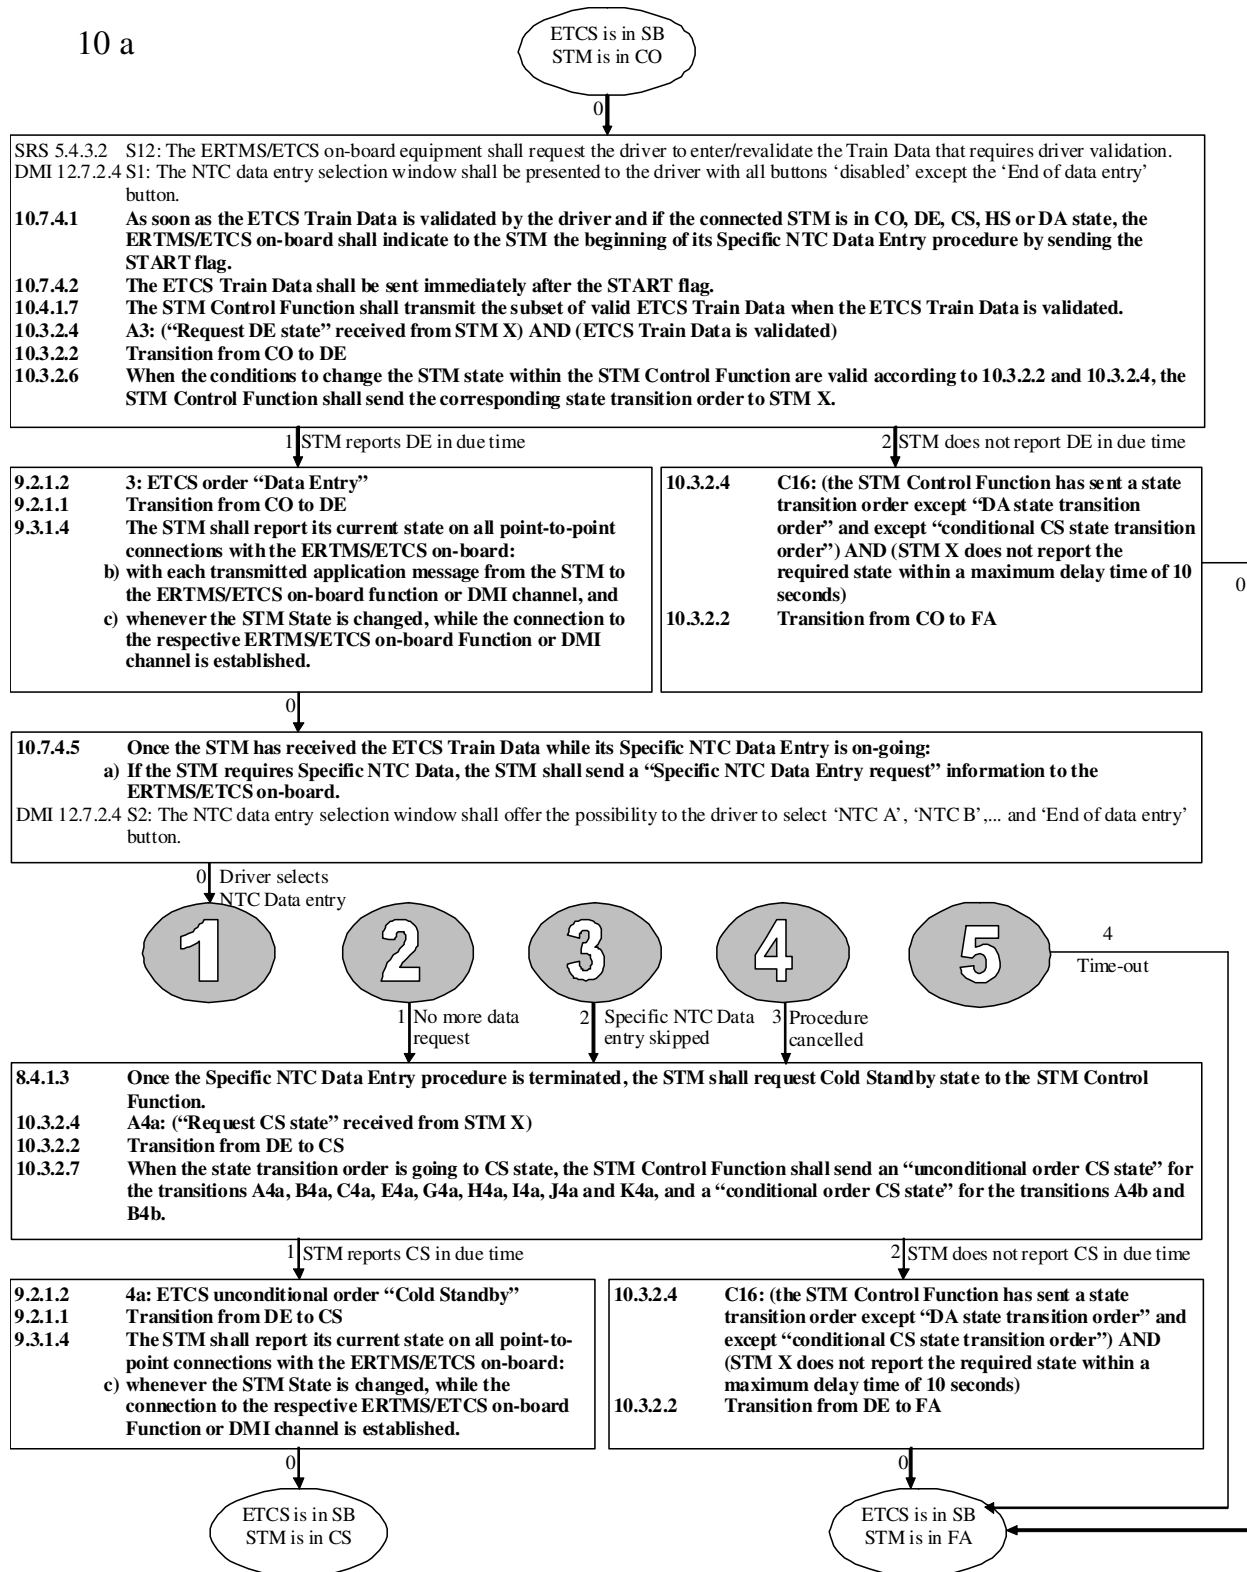 10 a
ETCS is in SB
STM is in CO
0
SRS 5.4.3.2 S12: The ERTMS/ETCS on-board equipment shall request the driver to enter/revalidate the Train Data that requires driver validation.
DMI 12.7.2.4 S1: The NTC data entry selection window shall be presented to the driver with all buttons ‘disabled’ except the ‘End of data entry’
button.
10.7.4.1 As soon as the ETCS Train Data is validated by the driver and if the connected STM is in CO, DE, CS, HS or DA state, the
ERTMS/ETCS on-board shall indicate to the STM the beginning of its Specific NTC Data Entry procedure by sending the
START flag.
10.7.4.2 The ETCS Train Data shall be sent immediately after the START flag.
10.4.1.7 The STM Control Function shall transmit the subset of valid ETCS Train Data when the ETCS Train Data is validated.
10.3.2.4 A3: (“Request DE state” received from STM X) AND (ETCS Train Data is validated)
10.3.2.2 Transition from CO to DE
10.3.2.6 When the conditions to change the STM state within the STM Control Function are valid according to 10.3.2.2 and 10.3.2.4, the
STM Control Function shall send the corresponding state transition order to STM X.
1 STM reports DE in due time
2 STM does not report DE in due time
9.2.1.2 3: ETCS order “Data Entry”
9.2.1.1 Transition from CO to DE
9.3.1.4 The STM shall report its current state on all point-to-point
connections with the ERTMS/ETCS on-board:
b) with each transmitted application message from the STM to
the ERTMS/ETCS on-board function or DMI channel, and
c) whenever the STM State is changed, while the connection to
the respective ERTMS/ETCS on-board Function or DMI
channel is established.
10.3.2.4 C16: (the STM Control Function has sent a state
transition order except “DA state transition
order” and except “conditional CS state transition
order”) AND (STM X does not report the
required state within a maximum delay time of 10
seconds)
10.3.2.2 Transition from CO to FA
0
0
10.7.4.5 Once the STM has received the ETCS Train Data while its Specific NTC Data Entry is on-going:
a) If the STM requires Specific NTC Data, the STM shall send a “Specific NTC Data Entry request” information to the
ERTMS/ETCS on-board.
DMI 12.7.2.4 S2: The NTC data entry selection window shall offer the possibility to the driver to select ‘NTC A’, ‘NTC B’,... and ‘End of data entry’
button.
0 Driver selects
NTC Data entry
1
2
3
4
5
4
Time-out
1 No more data
request
2 Specific NTC Data
entry skipped
3 Procedure
cancelled
8.4.1.3 Once the Specific NTC Data Entry procedure is terminated, the STM shall request Cold Standby state to the STM Control
Function.
10.3.2.4 A4a: (“Request CS state” received from STM X)
10.3.2.2 Transition from DE to CS
10.3.2.7 When the state transition order is going to CS state, the STM Control Function shall send an “unconditional order CS state” for
the transitions A4a, B4a, C4a, E4a, G4a, H4a, I4a, J4a and K4a, and a “conditional order CS state” for the transitions A4b and
B4b.
1 STM reports CS in due time
2 STM does not report CS in due time
9.2.1.2 4a: ETCS unconditional order “Cold Standby”
9.2.1.1 Transition from DE to CS
9.3.1.4 The STM shall report its current state on all point-to-
point connections with the ERTMS/ETCS on-board:
c) whenever the STM State is changed, while the
connection to the respective ERTMS/ETCS on-board
Function or DMI channel is established.
10.3.2.4 C16: (the STM Control Function has sent a state
transition order except “DA state transition order” and
except “conditional CS state transition order”) AND
(STM X does not report the required state within a
maximum delay time of 10 seconds)
10.3.2.2 Transition from DE to FA
0
0
ETCS is in SB
STM is in CS
ETCS is in SB
STM is in FA